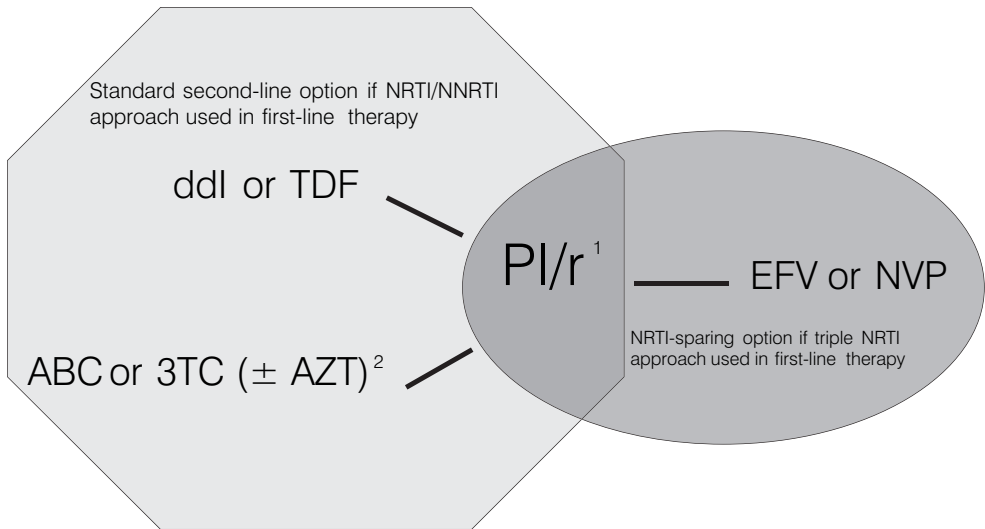 Standard second-line option if NRTI/NNRTI
approach used in first-line therapy
ddI or TDF
PI/r 1
EFV or NVP
NRTI-sparing option if triple NRTI
approach used in first-line therapy
ABC or 3TC (± AZT) 2